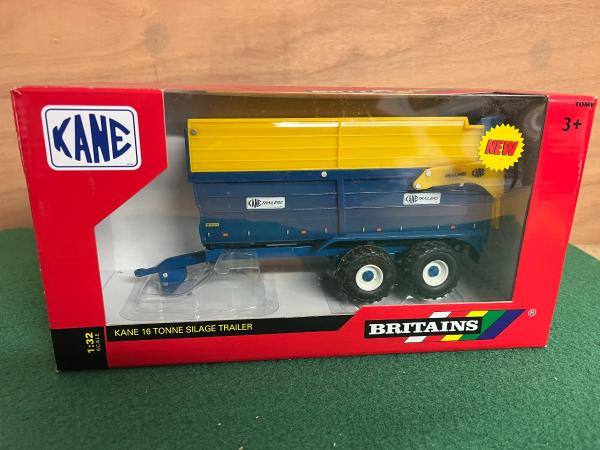 TOMY
3+
KANE
NEW
KANE TRAILERS
KANE TRAILERS
KANE 16 TONNE SILAGE TRAILER
1:32
SCALE
BRITAINS®